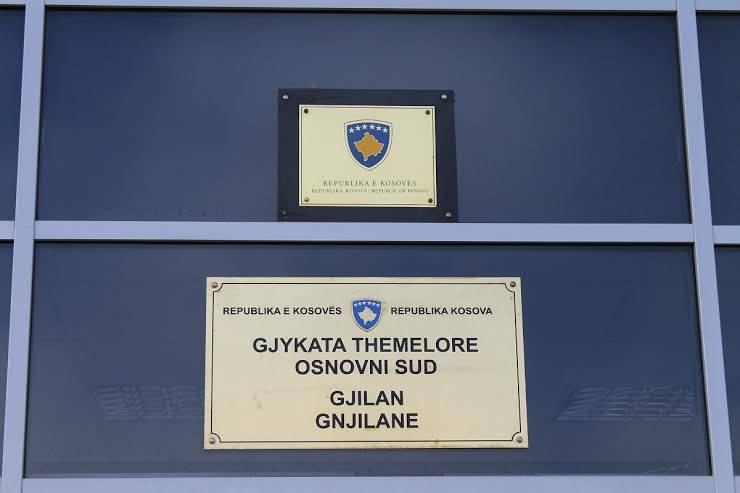 REPUBLIKA E KOSOVËS
REPUBLIKA KOSOVA / REPUBLIC OF KOSOVO
REPUBLIKA E KOSOVËS REPUBLIKA KOSOVA
GJYKATA THEMELORE
OSNOVNI SUD
GJILAN
GNJILANE